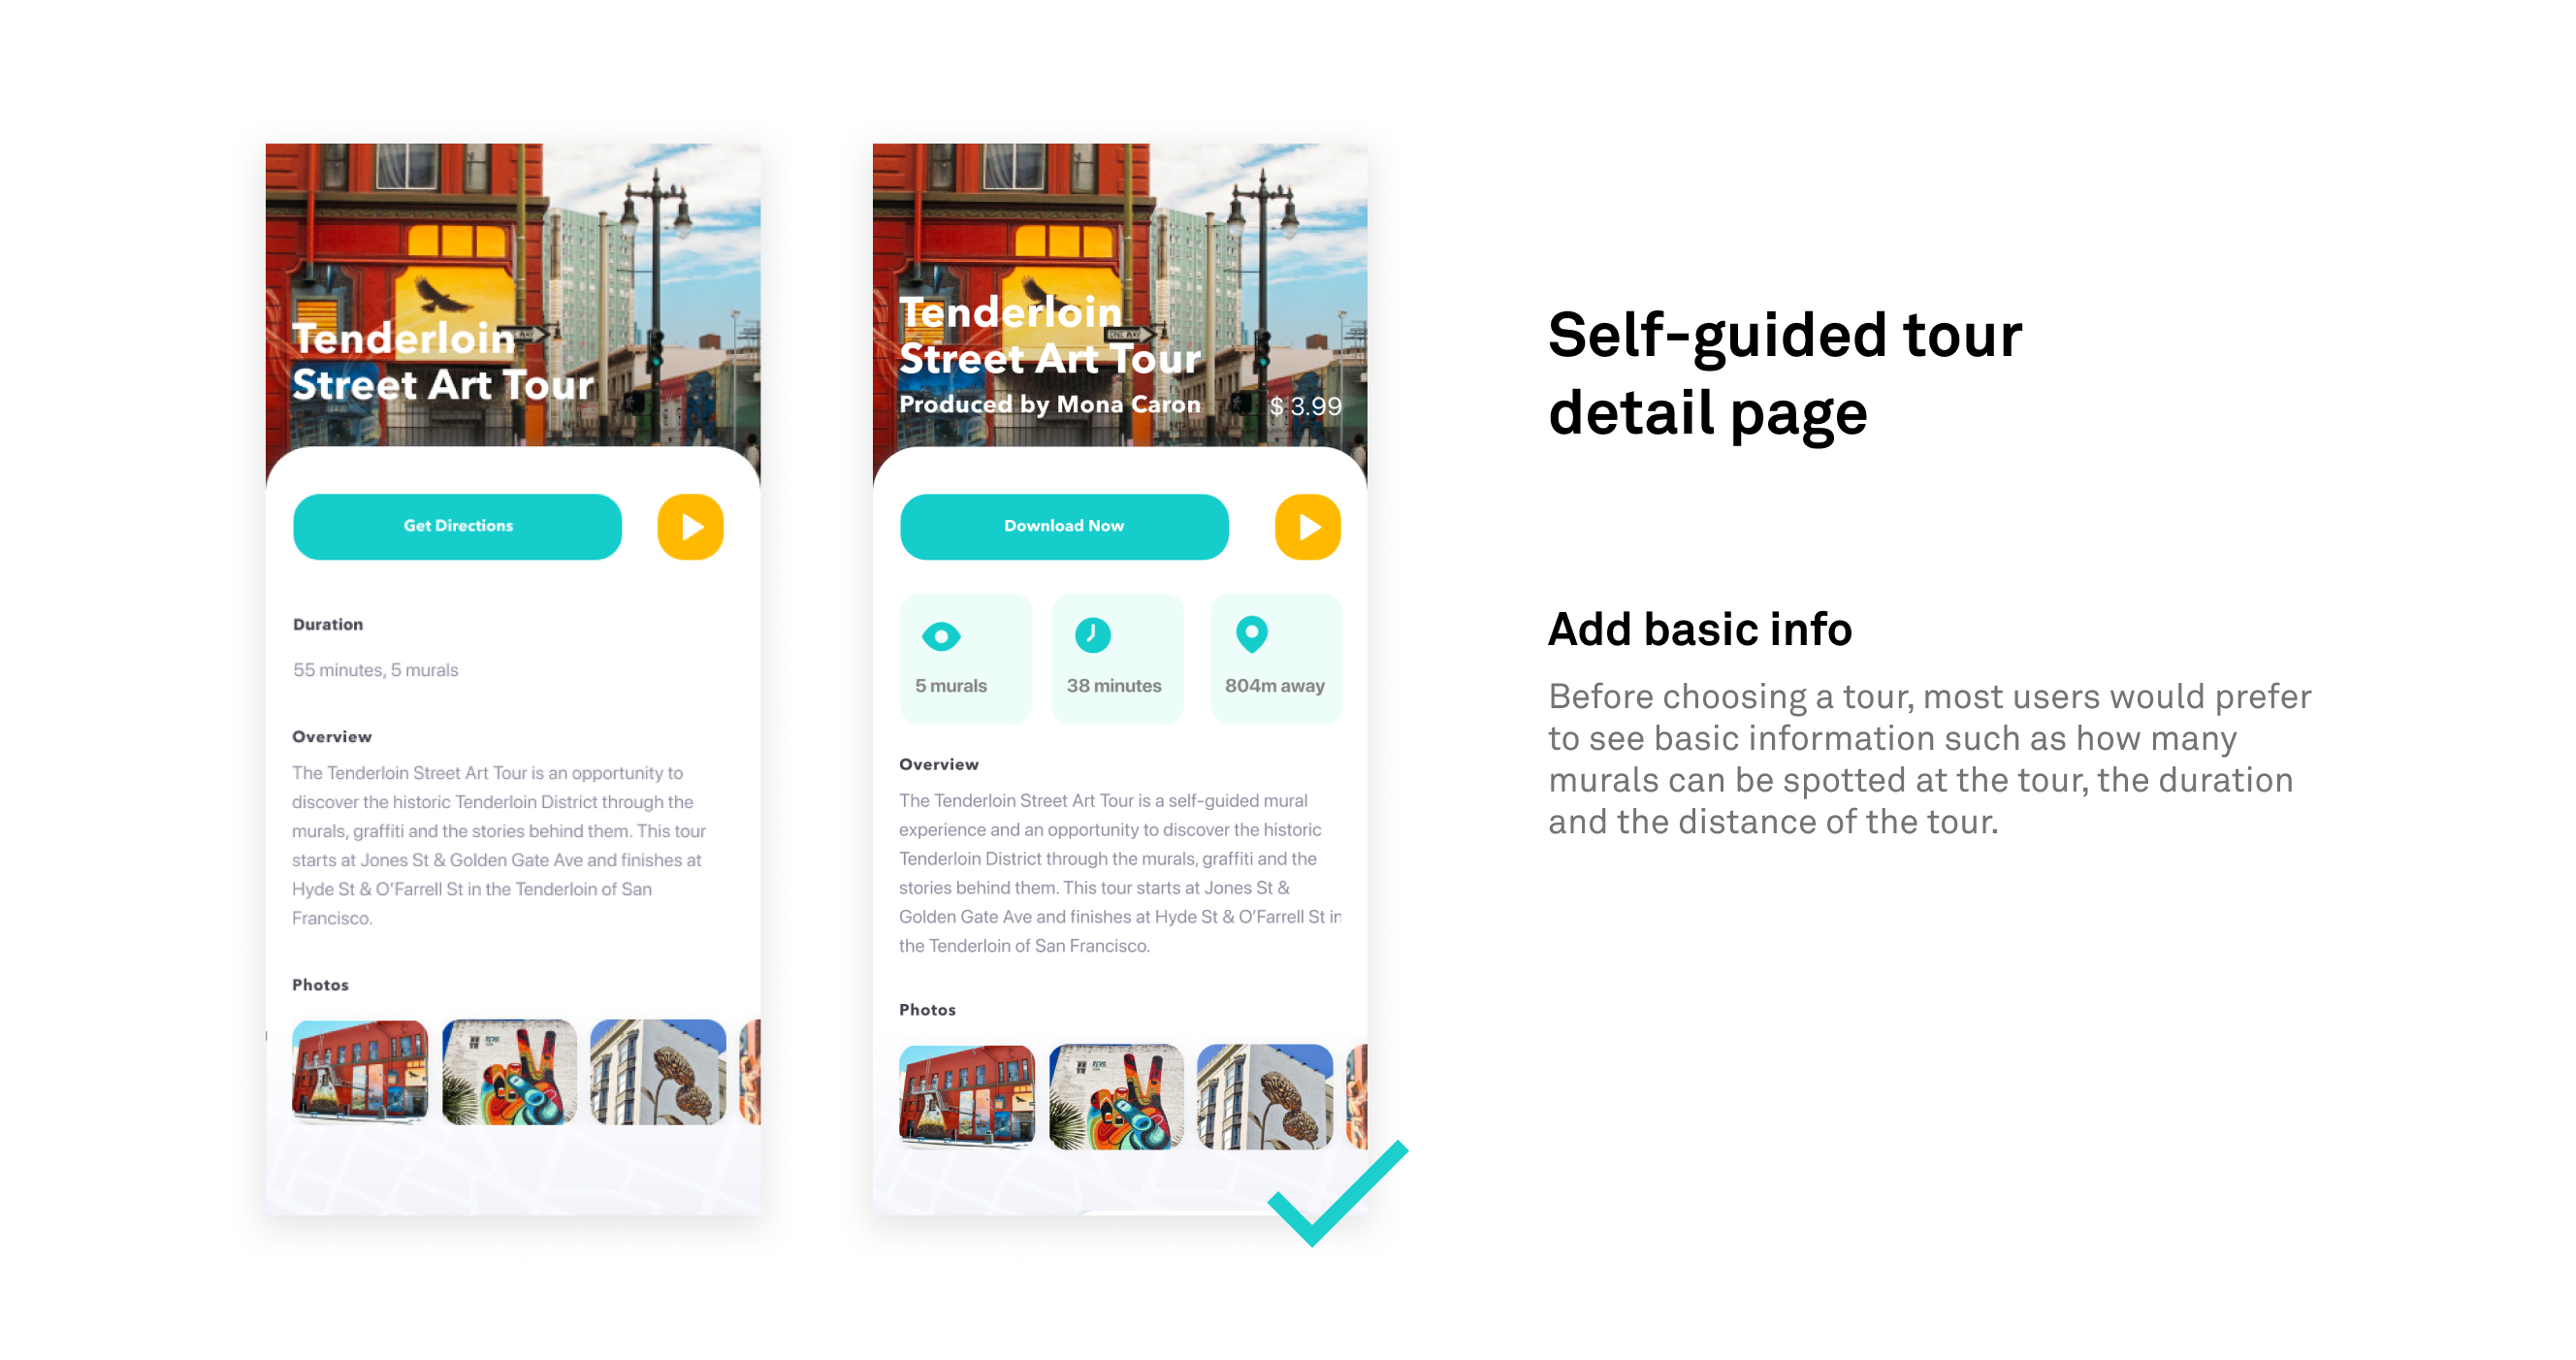 Tenderloin
Street Art Tour
Get Directions
Duration
55 minutes, 5 murals
Overview
The Tenderloin Street Art Tour is an opportunity to
discover the historic Tenderloin District through the
murals, graffiti and the stories behind them. This tour
starts at Jones St & Golden Gate Ave and finishes at
Hyde St & O’Farrell St in the Tenderloin of San
Francisco.
Photos
Tenderloin
Street Art Tour
Produced by Mona Caron
$ 3.99
Download Now
5 murals
38 minutes
804m away
Overview
The Tenderloin Street Art Tour is a self-guided mural
experience and an opportunity to discover the historic
Tenderloin District through the murals, graffiti and the
stories behind them. This tour starts at Jones St &
Golden Gate Ave and finishes at Hyde St & O’Farrell St in
the Tenderloin of San Francisco.
Photos
Self-guided tour
detail page
Add basic info
Before choosing a tour, most users would prefer
to see basic information such as how many
murals can be spotted at the tour, the duration
and the distance of the tour.